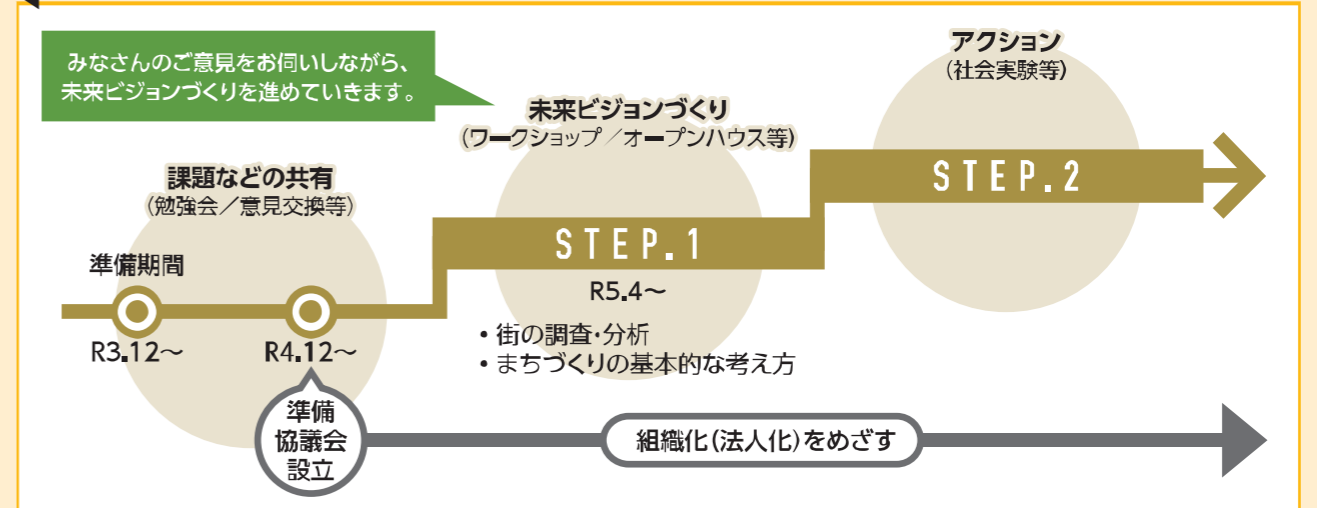 みなさんのご意見をお伺いしながら、
未来ビジョンづくりを進めていきます。
課題などの共有
(勉強会／意見交換等)
準備期間
R3.12〜
R4.12〜
準備
協議会
設立
未来ビジョンづくり
(ワークショップ／オープンハウス等)
STEP.1
R5.4〜
・街の調査・分析
・まちづくりの基本的な考え方
アクション
(社会実験等)
STEP.2
組織化(法人化)をめざす